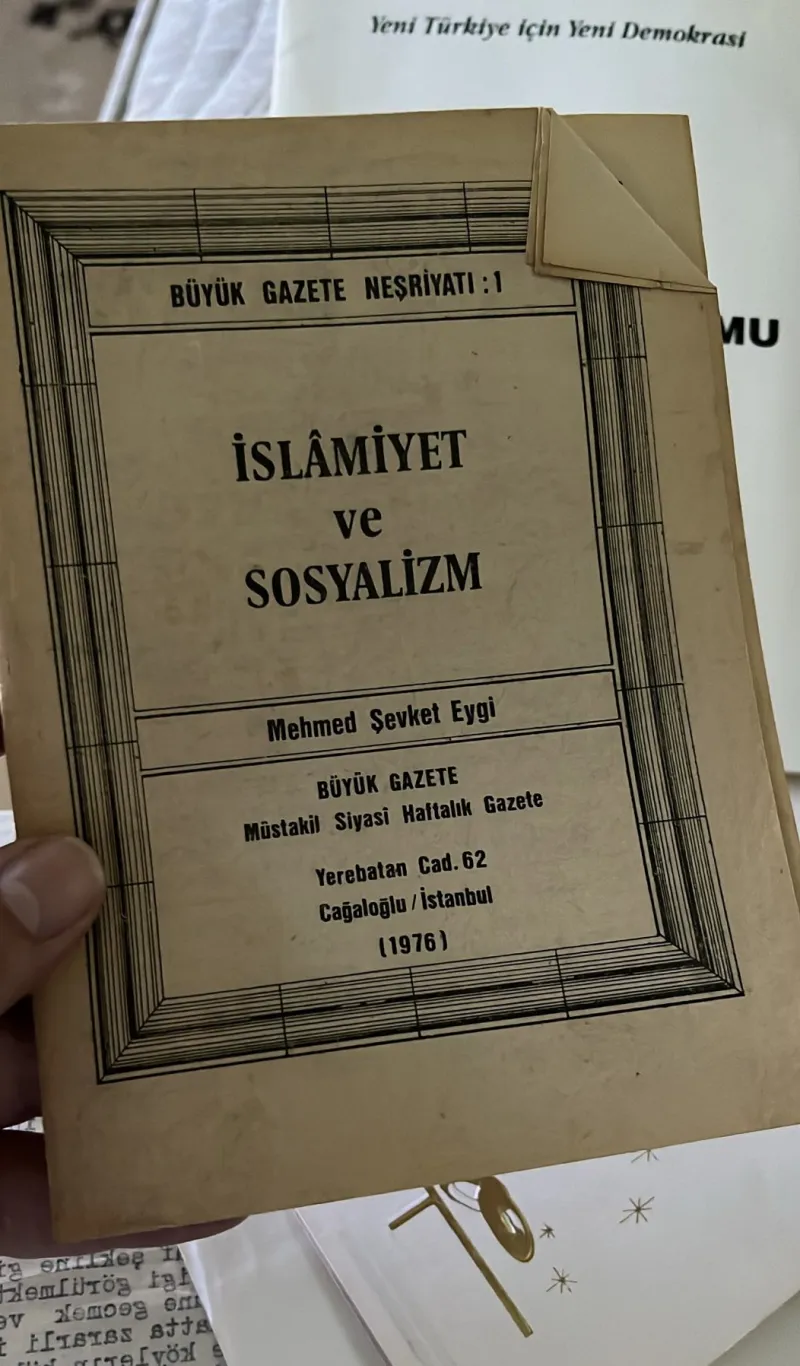 Yeni Türkiye için Yeni Demokrasi
MU
BÜYÜK GAZETE NEŞRİYATI : 1
İSLÂMİYET
ve
SOSYALİZM
Mehmed Şevket Eygi
BÜYÜK GAZETE
Müstakil Siyasî Haftalık Gazete
Yerebatan Cad. 62
Cağaloğlu / İstanbul
(1976)